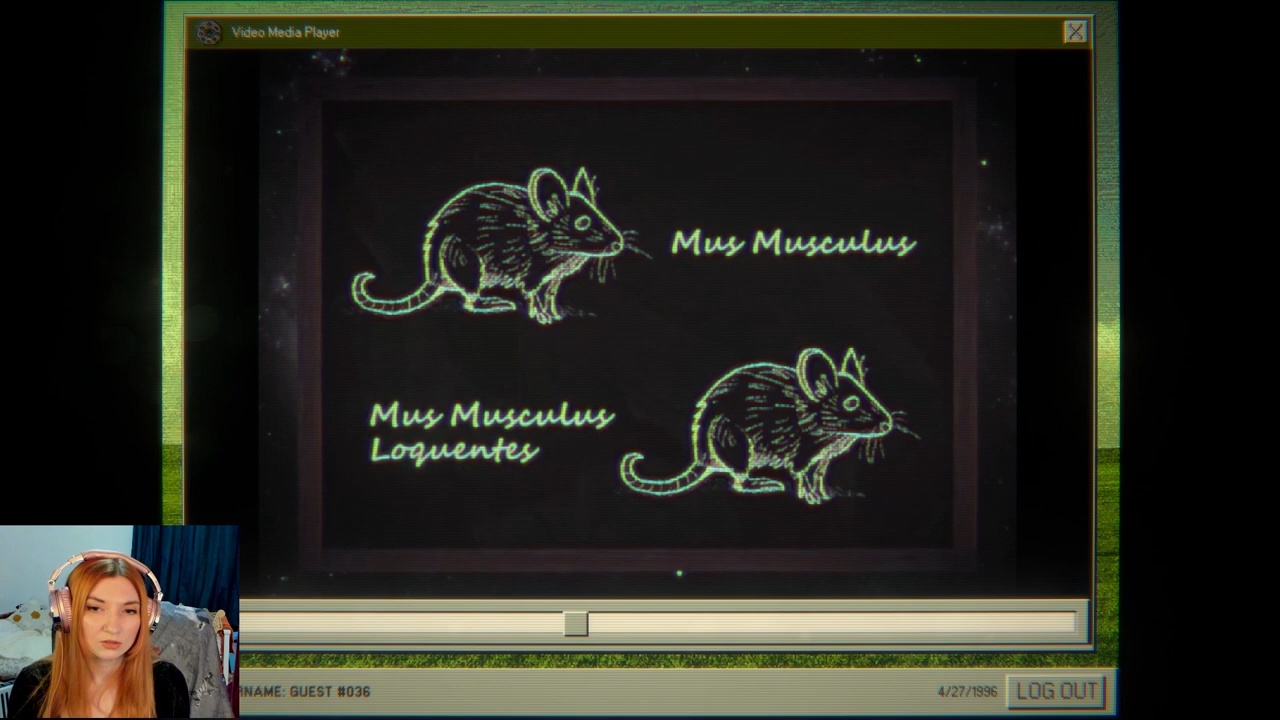 Video Media Player
Mus Musculus
Mus Musculus
Loquentes
RNAME: GUEST #036
4/27/1996
LOG OUT